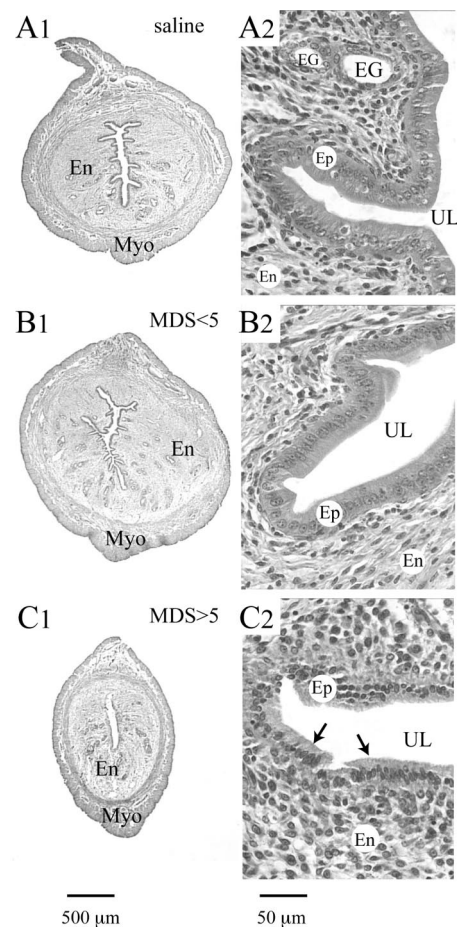 A1 saline
En
Myo
A2
EG EG
Ep
UL
En
B1 MDS<5
En
Myo
B2
UL
Ep
En
C1 MDS>5
En
Myo
C2
Ep
UL
En
500 µm
50 µm